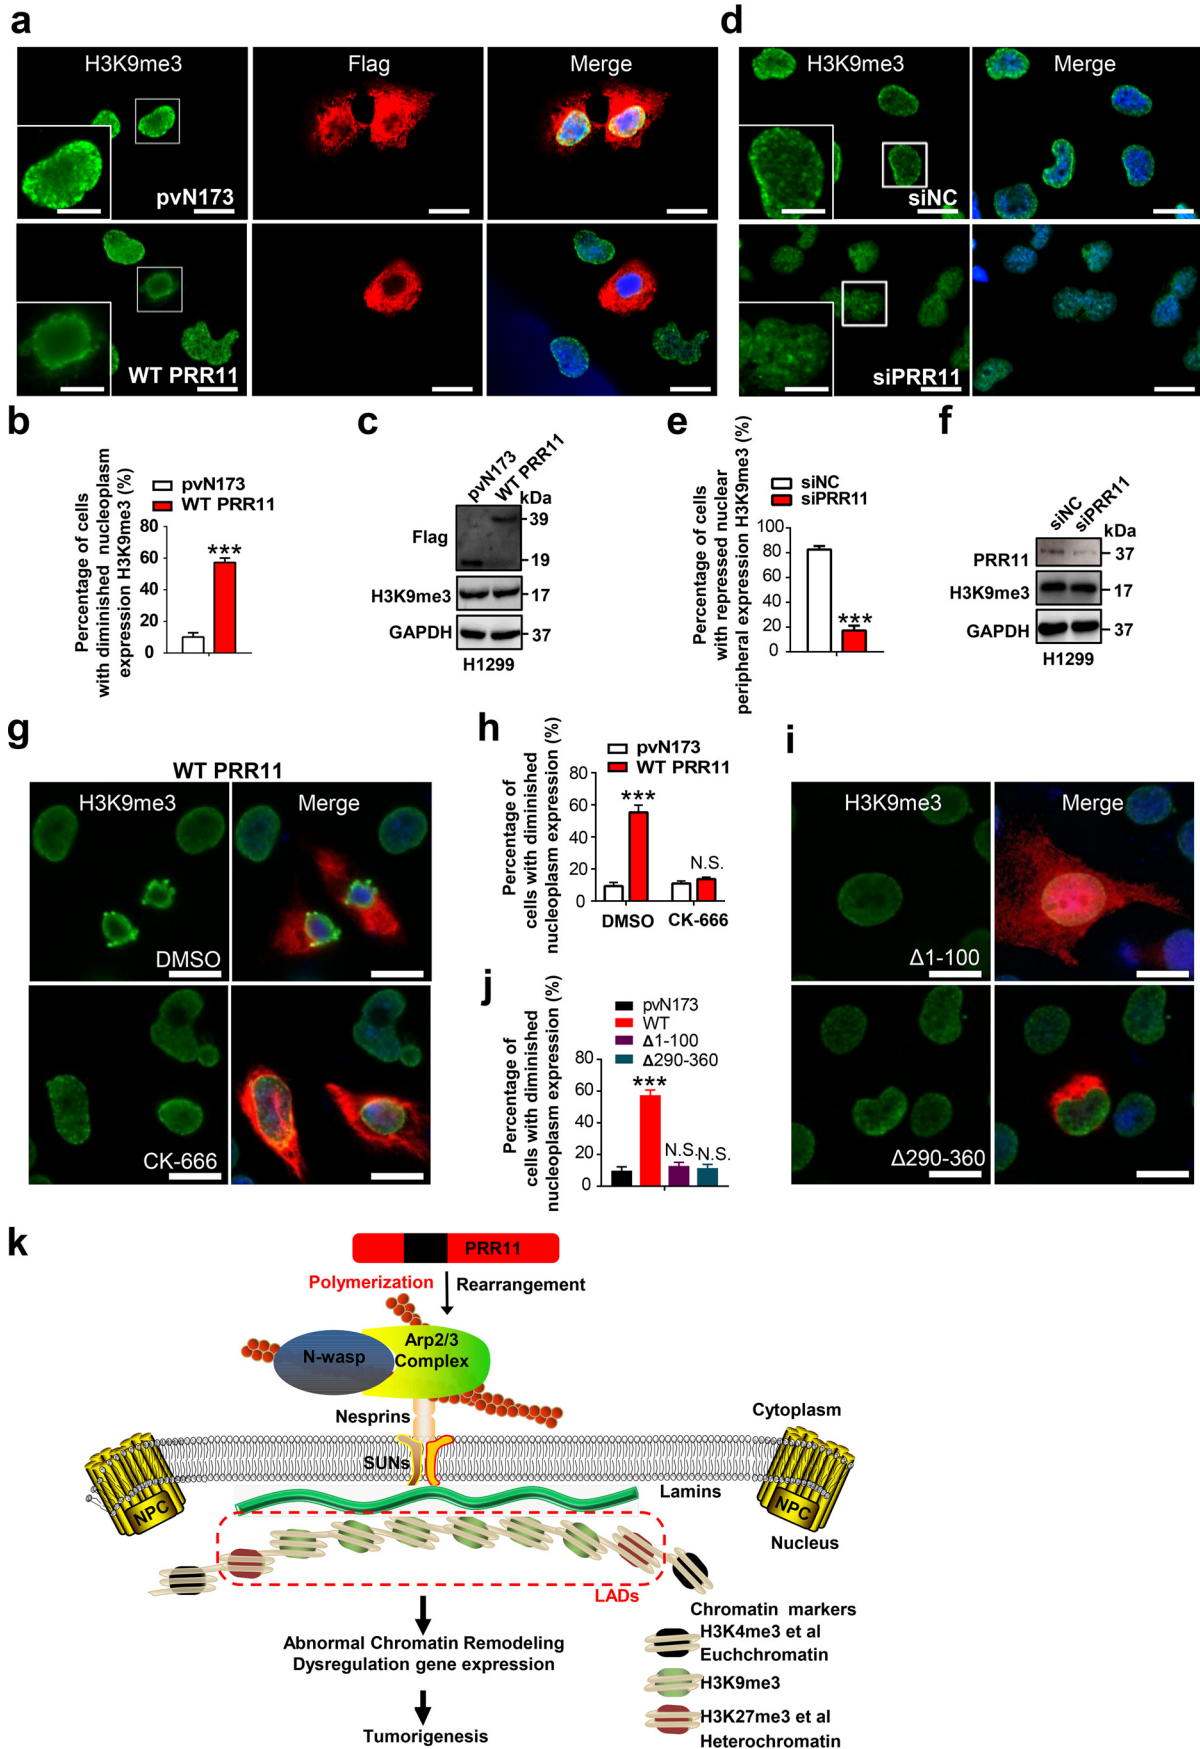 a
H3K9me3
Flag
Merge
pvN173
WT PRR11
d
H3K9me3
Merge
siNC
siPRR11
b
Percentage of cells
with diminished nucleoplasm
expression H3K9me3 (%)
pvN173
WT PRR11
80
60
40
20
0
***
c
pvN173
WT PRR11
kDa
Flag
39
19
H3K9me3
17
GAPDH
37
H1299
e
Percentage of cells
with repressed nuclear
peripheral expression H3K9me3 (%)
siNC
siPRR11
100
80
60
40
20
0
***
f
siNC
siPRR11
kDa
PRR11
37
H3K9me3
17
GAPDH
37
H1299
g
WT PRR11
H3K9me3
Merge
DMSO
CK-666
h
Percentage of
cells with diminished
nucleoplasm expression (%)
pvN173
WT PRR11
80
60
40
20
0
***
N.S.
DMSO
CK-666
i
H3K9me3
Merge
Δ1-100
Δ290-360
j
Percentage of
cells with diminished
nucleoplasm expression (%)
pvN173
WT
Δ1-100
Δ290-360
80
60
40
20
0
***
N.S.
N.S.
k
PRR11
Polymerization
Rearrangement
N-wasp
Arp2/3
Complex
Nesprins
SUNs
Cytoplasm
Lamins
NPC
NPC
Nucleus
LADs
Abnormal Chromatin Remodeling
Dysregulation gene expression
Tumorigenesis
Chromatin markers
H3K4me3 et al
Euchchromatin
H3K9me3
H3K27me3 et al
Heterochromatin